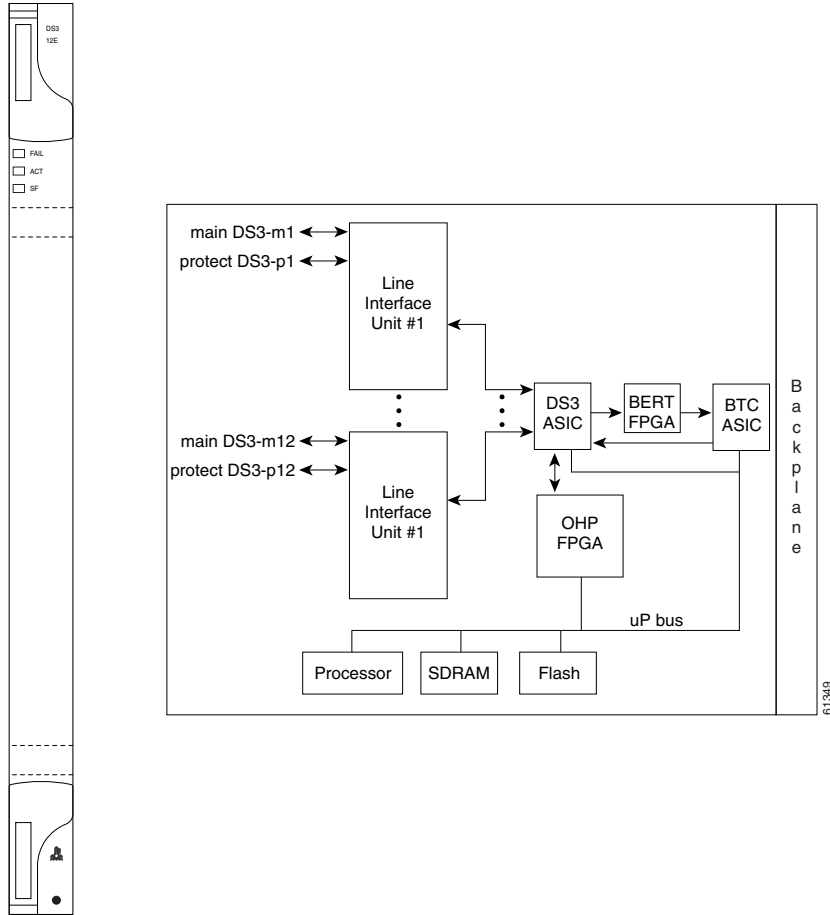 DS3
12E
FAIL
ACT
SF
main DS3-m1
protect DS3-p1
Line
Interface
Unit #1
main DS3-m12
protect DS3-p12
Line
Interface
Unit #1
DS3
ASIC
BERT
FPGA
BTC
ASIC
OHP
FPGA
uP bus
Processor
SDRAM
Flash
Backplane
61349